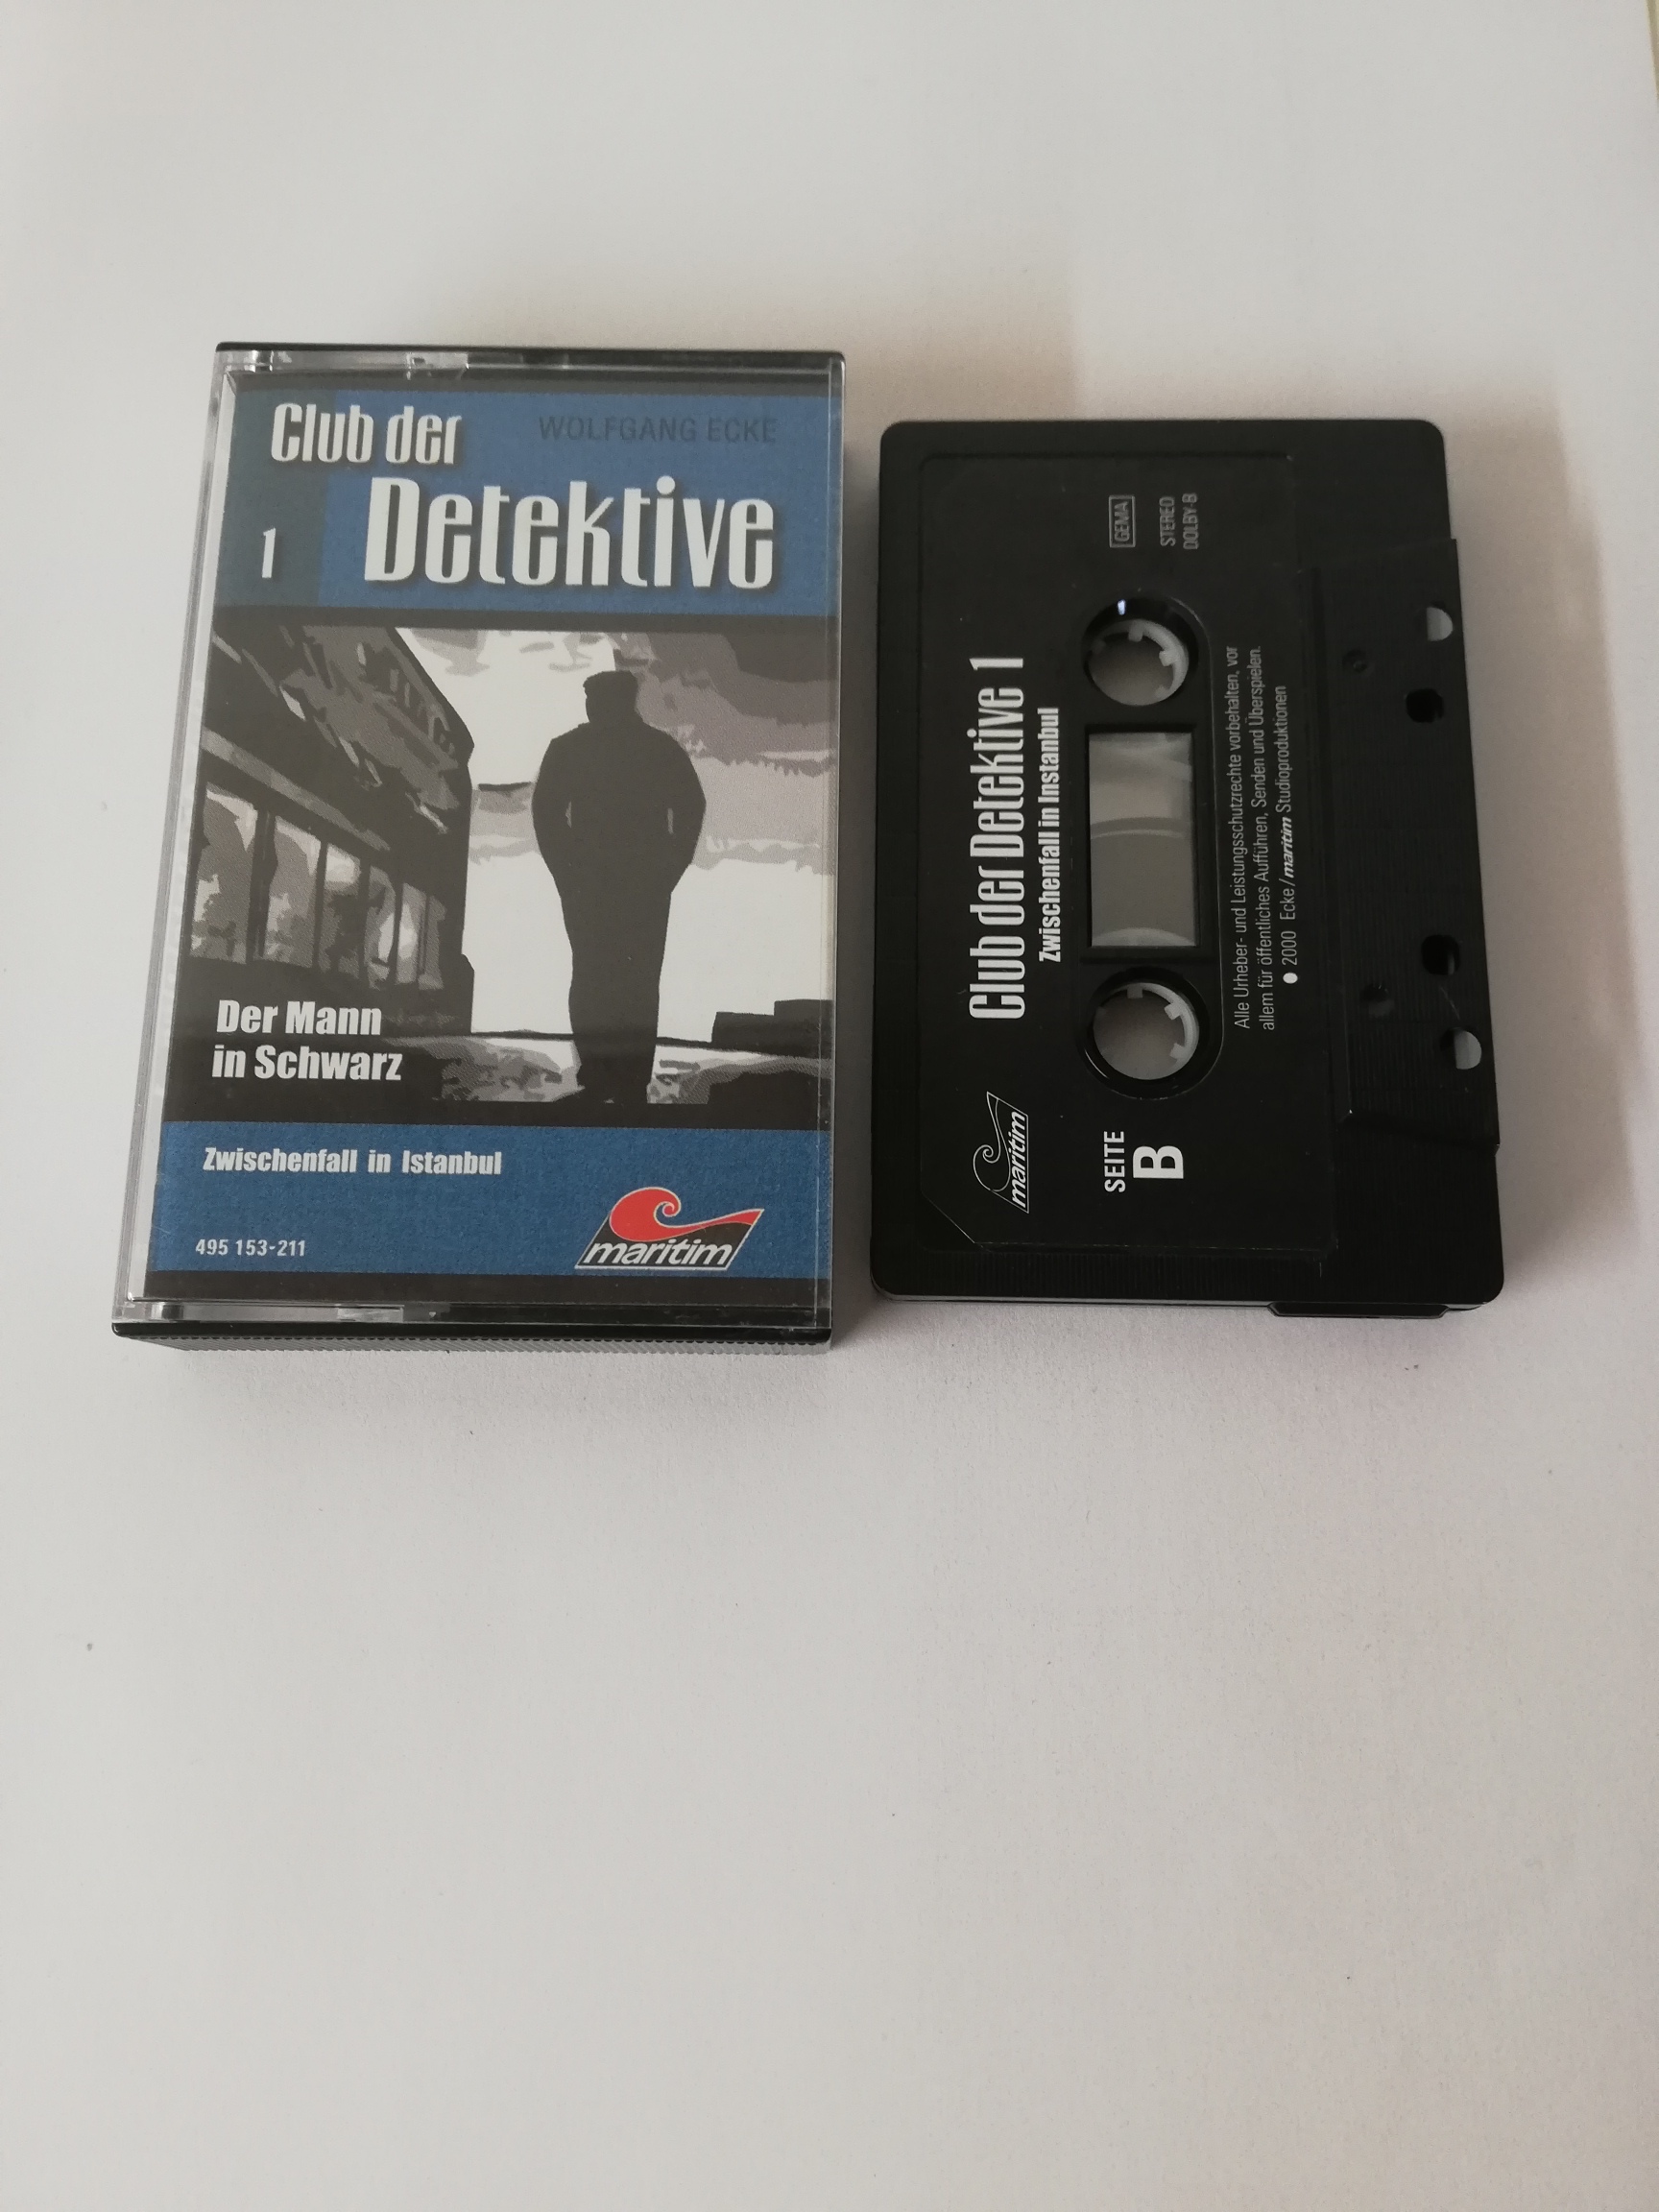 Club der
WOLFGANG ECKE
1
Detektive
Der Mann
in Schwarz
Zwischenfall in Istanbul
495 153-211
maritim
Club der Detektive 1
Zwischenfall in Instanbul
maritim
SEITE
B
GEMA
STEREO
DOLBY-B
Alle Urheber- und Leistungsschutzrechte vorbehalten, vor
allem für öffentliches Aufführen, Senden und Überspielen.
● 2000 Ecke/maritim Studioproduktionen